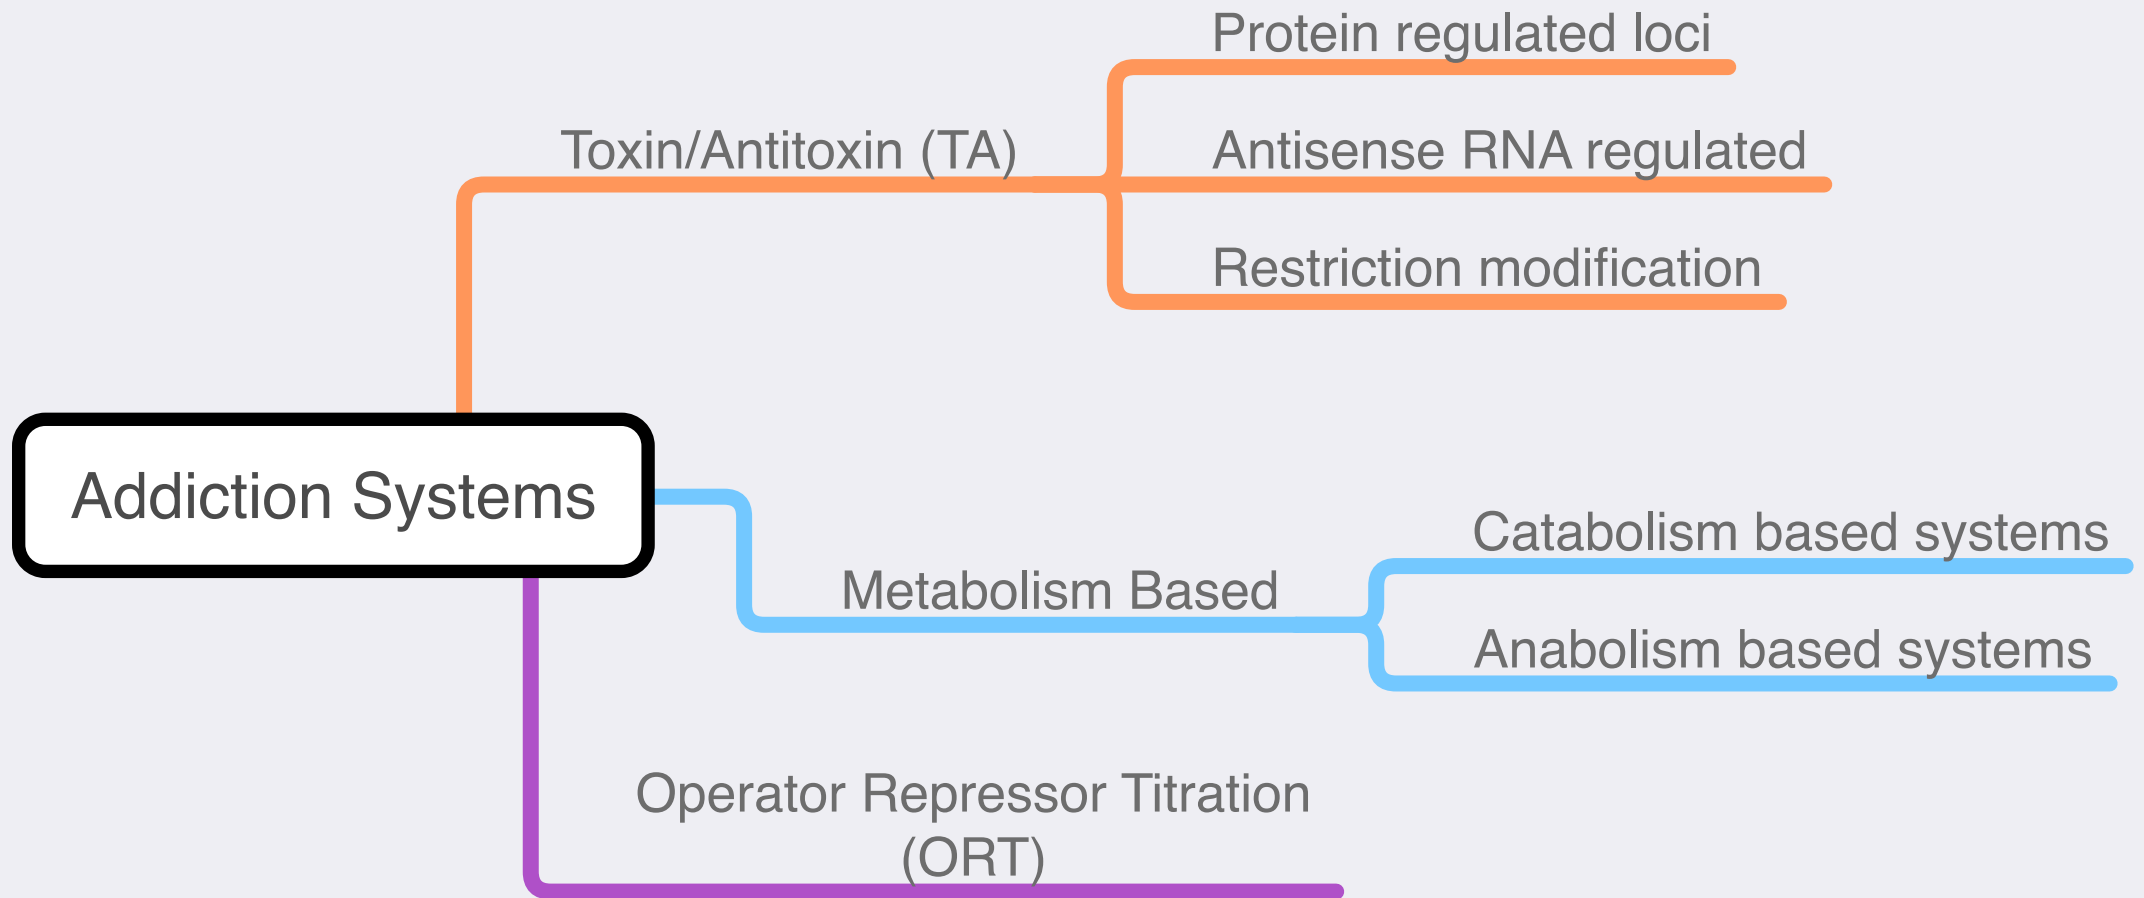 Protein regulated loci
Toxin/Antitoxin (TA)
Antisense RNA regulated
Restriction modification
Addiction Systems
Catabolism based systems
Metabolism Based
Anabolism based systems
Operator Repressor Titration
(ORT)